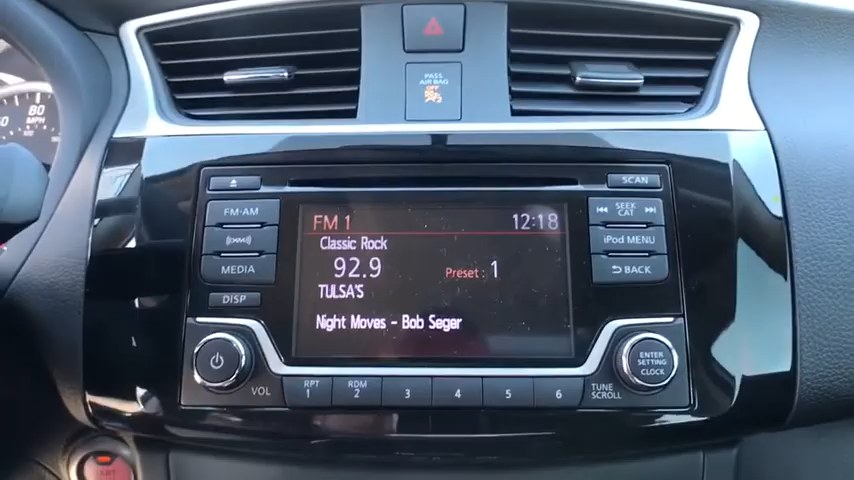 PASS
AIR BAG
OFF
80
MPH
SCAN
FM·AM
SEEK
CAT
iPod MENU
MEDIA
BACK
DISP
FM 1
12:18
Classic Rock
92.9
Preset : 1
TULSA'S
Night Moves - Bob Seger
VOL
RPT
1
RDM
2
3
4
5
6
TUNE
SCROLL
ENTER
SETTING
CLOCK